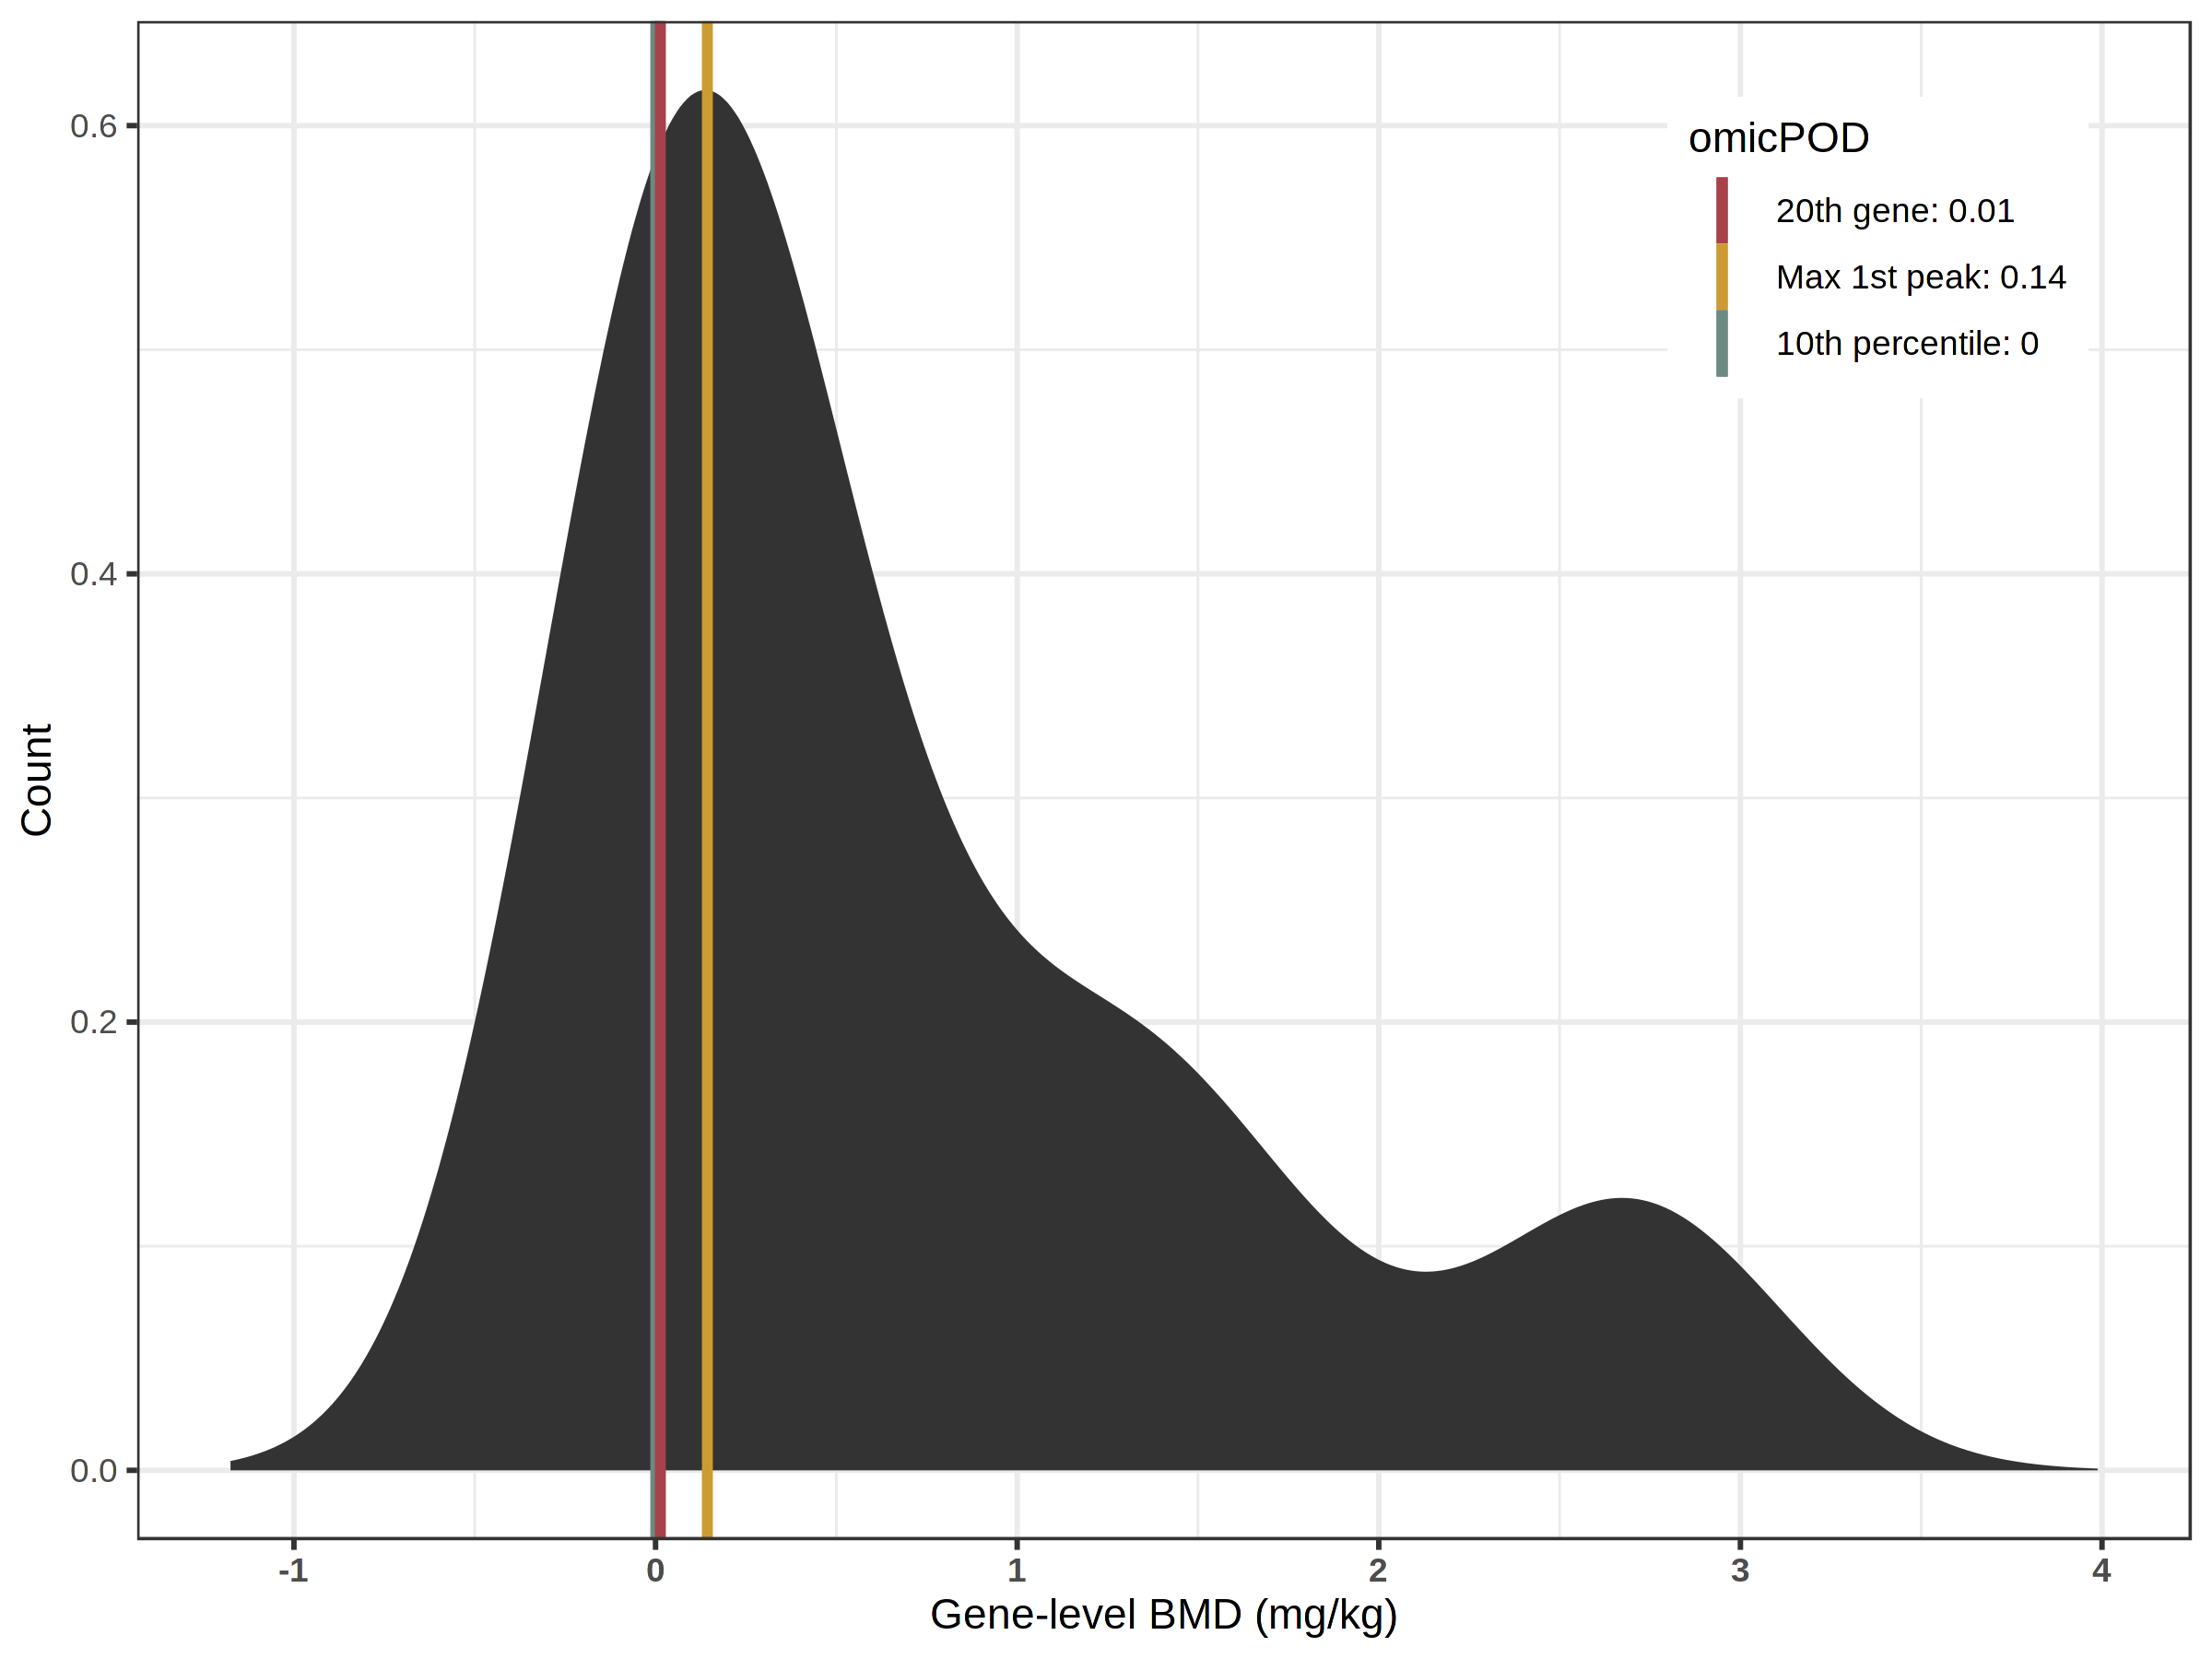 omicPOD
20th gene: 0.01
Max 1st peak: 0.14
10th percentile: 0
0.6
0.4
0.2
0.0
Count
-1 0 1 2 3 4
Gene-level BMD (mg/kg)